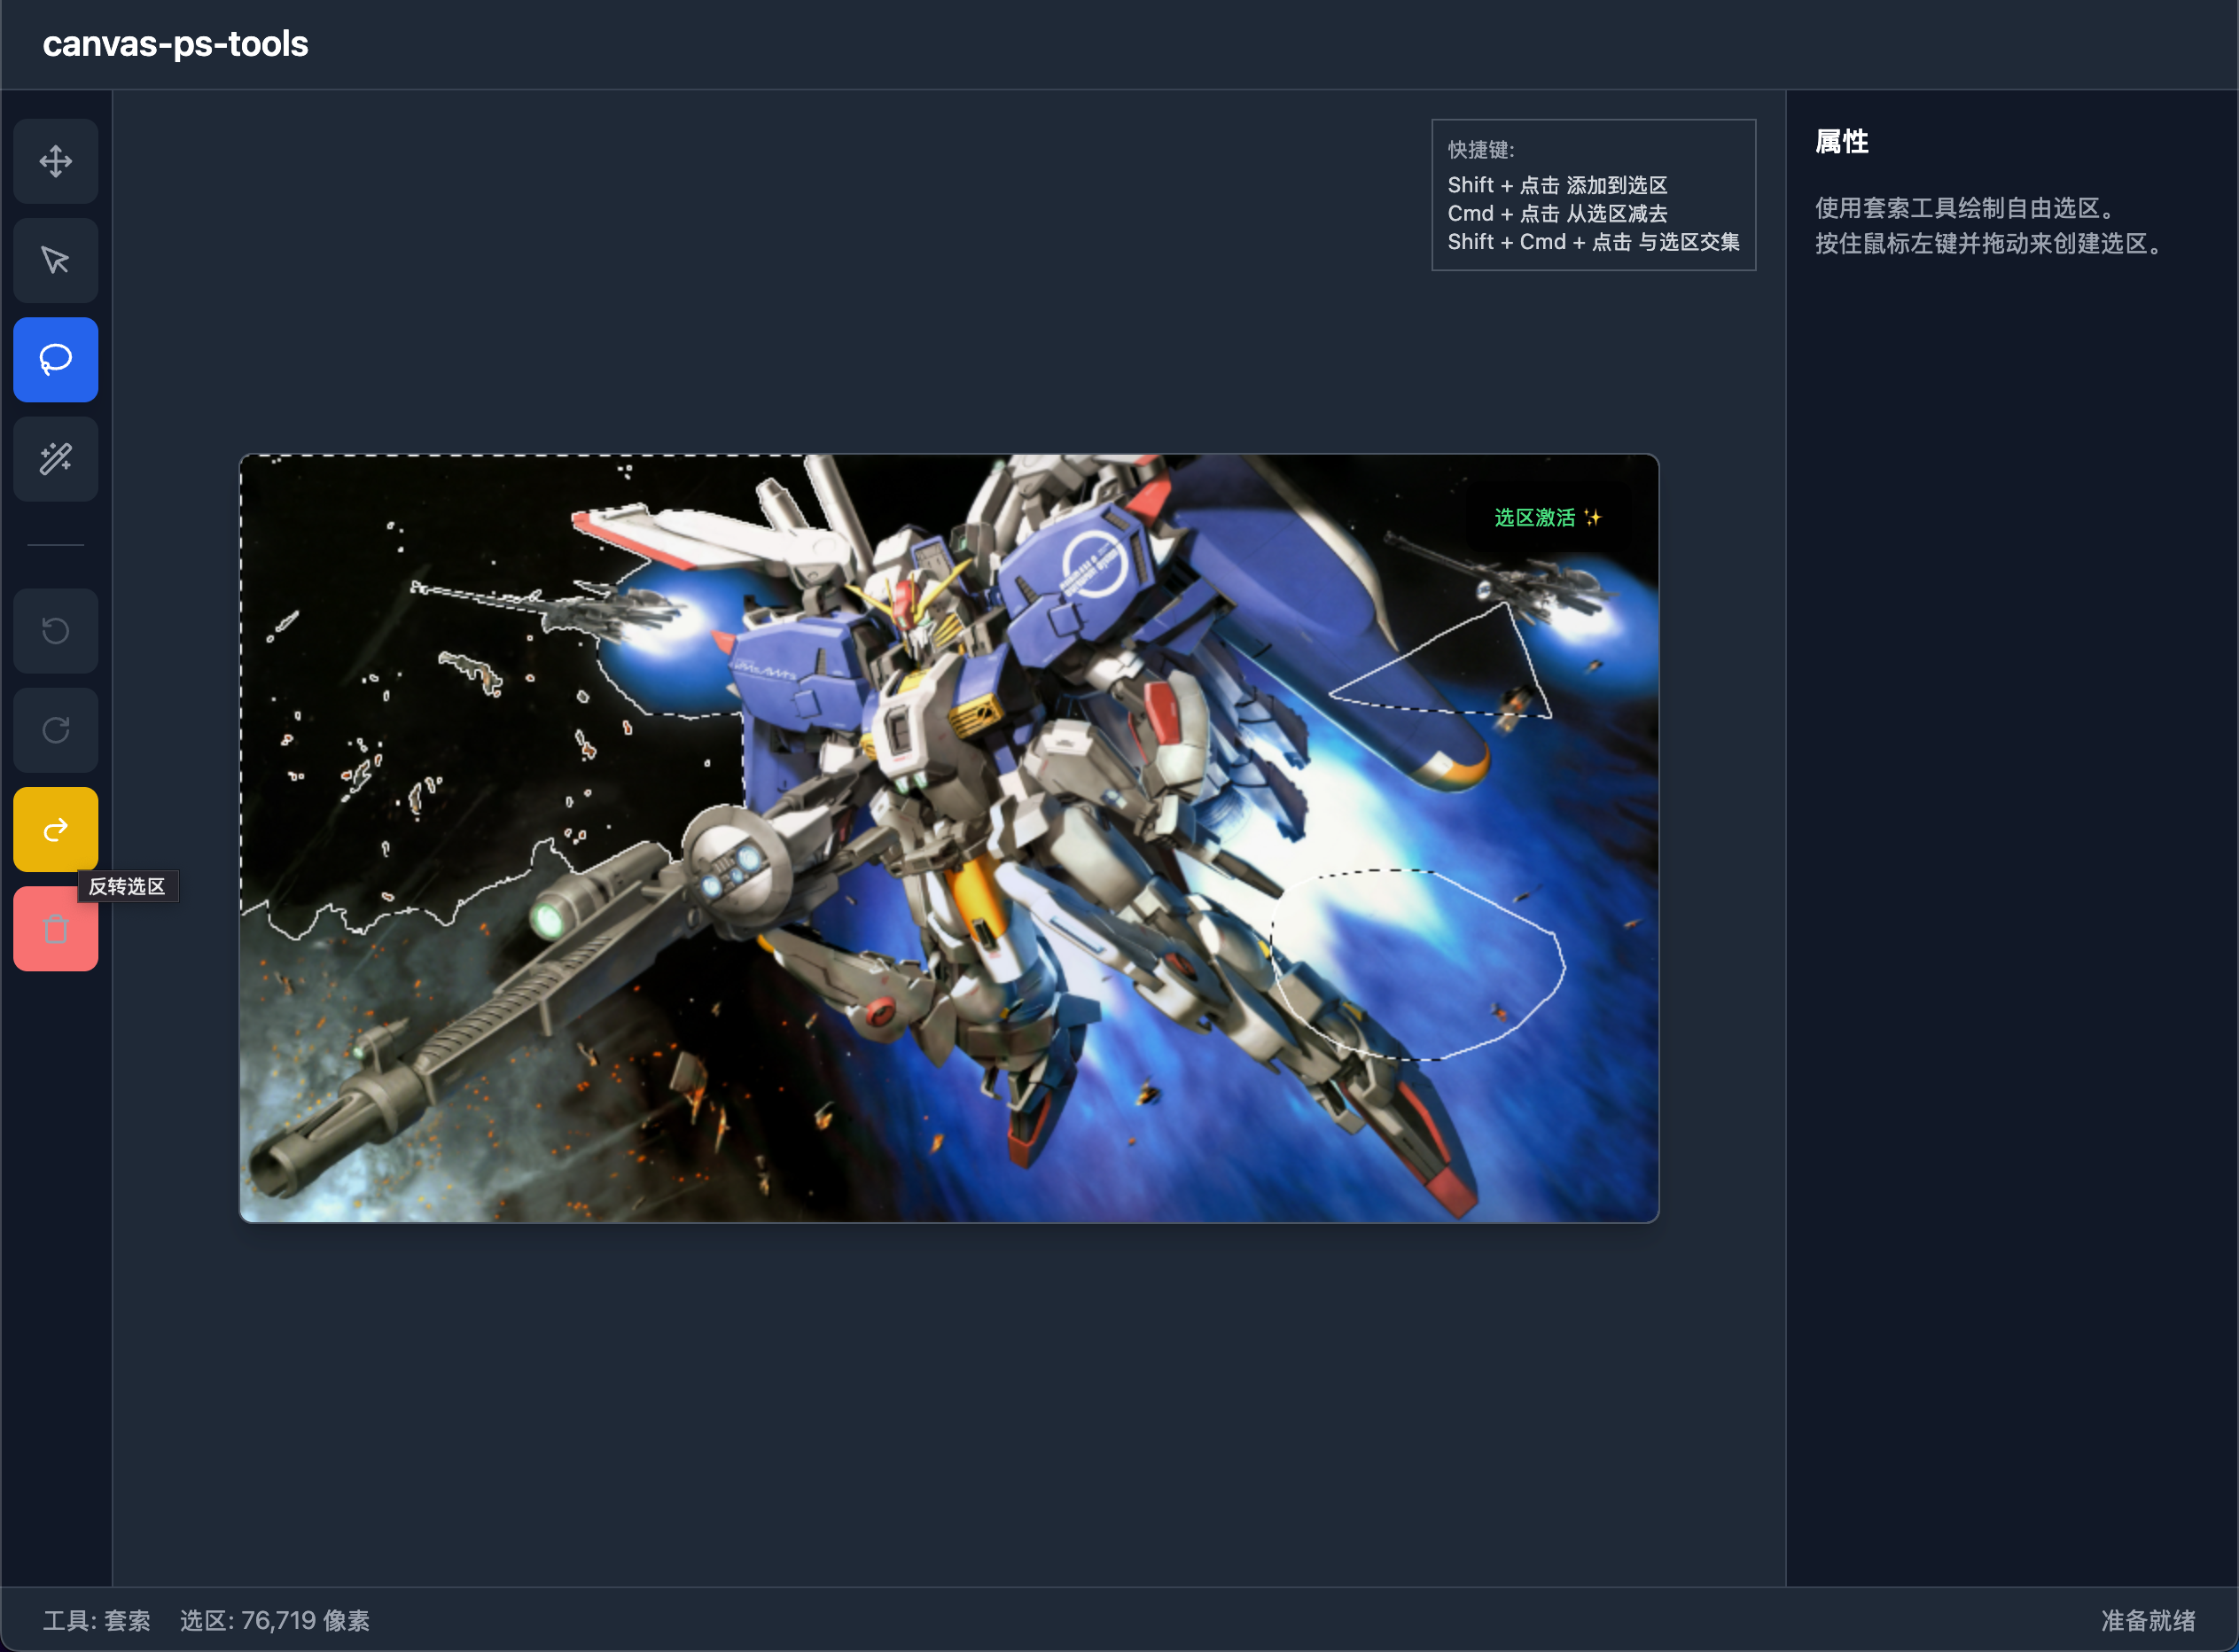 canvas-ps-tools
快捷键:
Shift + 点击 添加到选区
Cmd + 点击 从选区减去
Shift + Cmd + 点击 与选区交集
属性
使用套索工具绘制自由选区。
按住鼠标左键并拖动来创建选区。
选区激活 ✨
反转选区
工具: 套索 选区: 76,719 像素
准备就绪